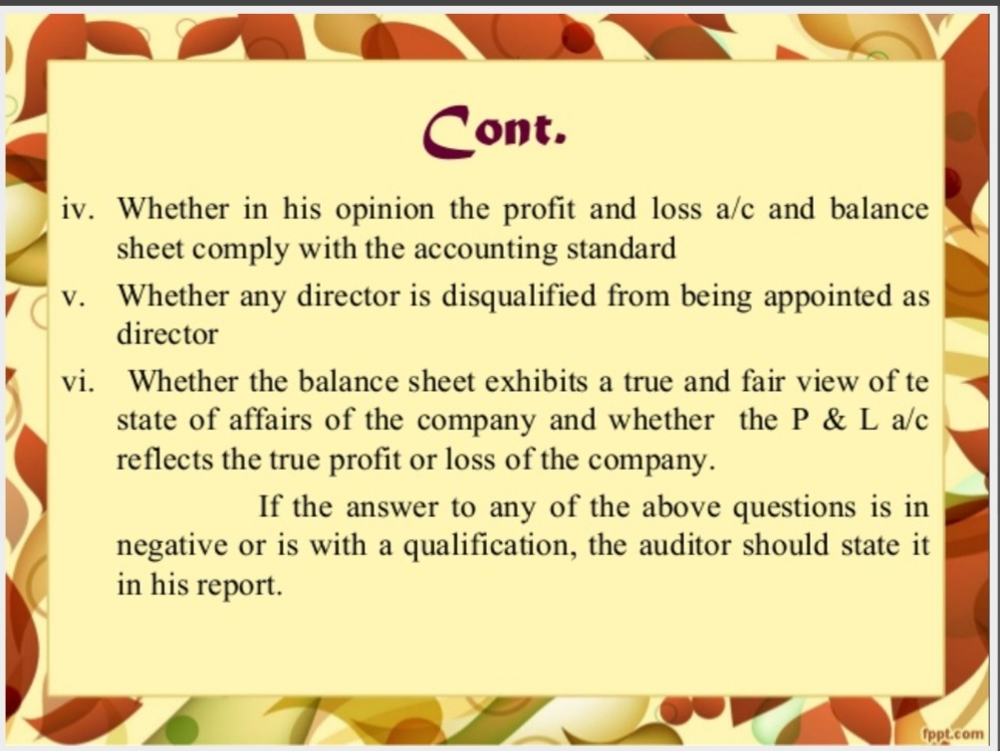 Cont.
iv. Whether in his opinion the profit and loss a/c and balance
sheet comply with the accounting standard
v. Whether any director is disqualified from being appointed as
director
vi. Whether the balance sheet exhibits a true and fair view of te
state of affairs of the company and whether the P & L a/c
reflects the true profit or loss of the company.
If the answer to any of the above questions is in
negative or is with a qualification, the auditor should state it
in his report.
fppt.com